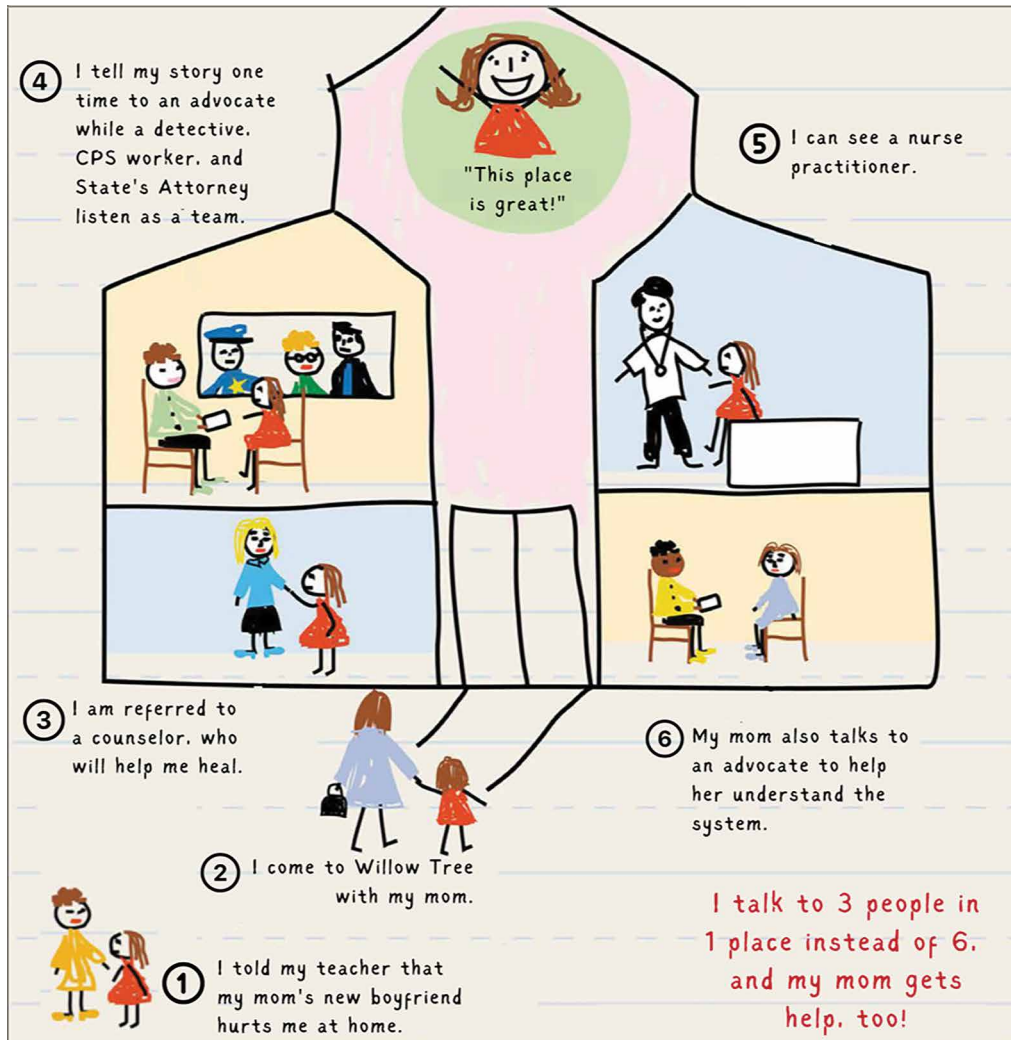 4 I tell my story one
time to an advocate
while a detective,
CPS worker, and
State's Attorney
listen as a team.
"This place
is great!"
5 I can see a nurse
practitioner.
3 I am referred to
a counselor, who
will help me heal.
6 My mom also talks to
an advocate to help
her understand the
system.
2 I come to Willow Tree
with my mom.
1 I told my teacher that
my mom's new boyfriend
hurts me at home.
I talk to 3 people in
1 place instead of 6,
and my mom gets
help, too!